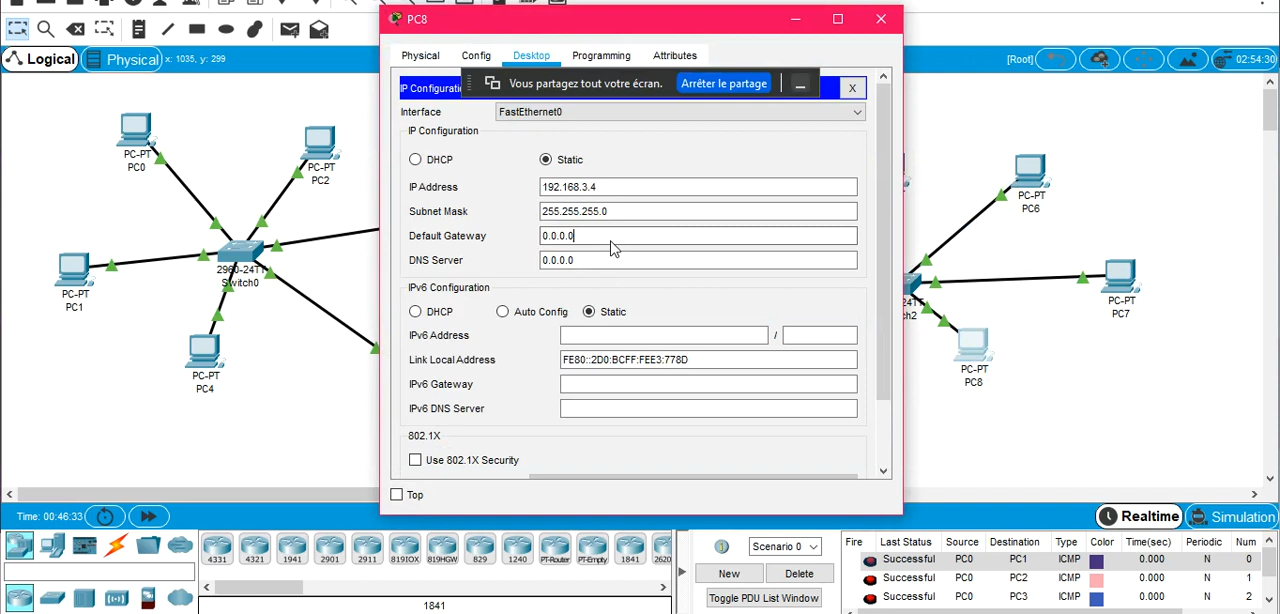 PC8
Logical
Physical
x: 1035, y: 299
[Root]
02:54:30
Physical
Config
Desktop
Programming
Attributes
Vous partagez tout votre écran.
Arrêter le partage
IP Configuration
X
Interface
FastEthernet0
IP Configuration
DHCP
Static
IP Address
192.168.3.4
Subnet Mask
255.255.255.0
Default Gateway
0.0.0.0
DNS Server
0.0.0.0
IPv6 Configuration
DHCP
Auto Config
Static
IPv6 Address
/
Link Local Address
FE80::2D0:BCFF:FEE3:778D
IPv6 Gateway
IPv6 DNS Server
802.1X
Use 802.1X Security
Top
PC-PT
PC0
PC-PT
PC2
PC-PT
PC1
2960-24TT
Switch0
PC-PT
PC4
PC-PT
PC6
PC-PT
PC7
PC-PT
PC8
Time: 00:46:33
Realtime
Simulation
4331
4321
1941
2901
2911
819IOX
819HGW
829
1240
PT-Router
PT-Empty
1841
2620
1841
Scenario 0
New
Delete
Toggle PDU List Window
Fire Last Status Source Destination Type Color Time(sec) Periodic Num
Successful PC0 PC1 ICMP 0.000 N 0
Successful PC0 PC2 ICMP 0.000 N 1
Successful PC0 PC3 ICMP 0.000 N 2